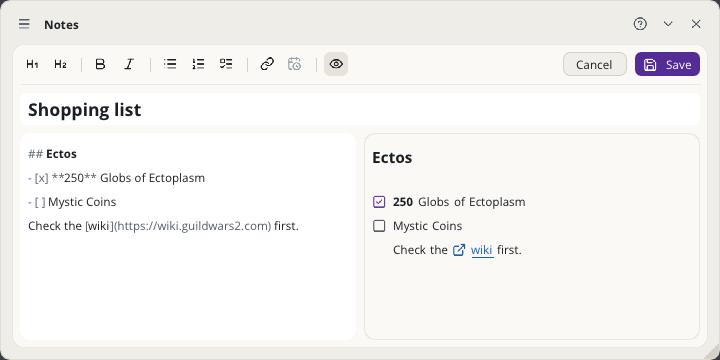 Notes
H1 H2 B I Cancel Save
Shopping list
## Ectos
- [x] **250** Globs of Ectoplasm
- [ ] Mystic Coins
Check the [wiki](https://wiki.guildwars2.com) first.
Ectos
250 Globs of Ectoplasm
Mystic Coins
Check the wiki first.